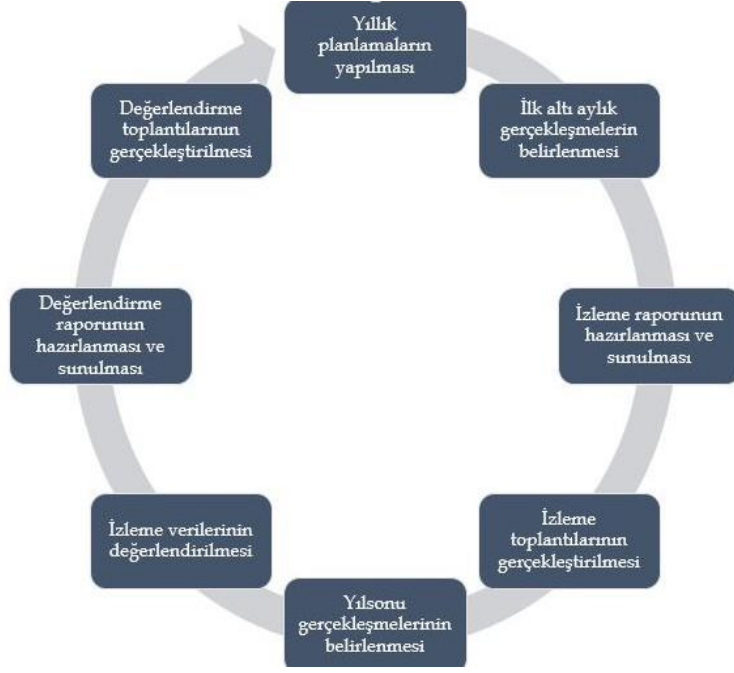 Yıllık
planlamaların
yapılması
İlk altı aylık
gerçekleşmelerin
belirlenmesi
İzleme raporunun
hazırlanması ve
sunulması
İzleme
toplantılarının
gerçekleştirilmesi
Yılsonu
gerçekleşmelerinin
belirlenmesi
İzleme verilerinin
değerlendirilmesi
Değerlendirme
raporunun
hazırlanması ve
sunulması
Değerlendirme
toplantılarının
gerçekleştirilmesi